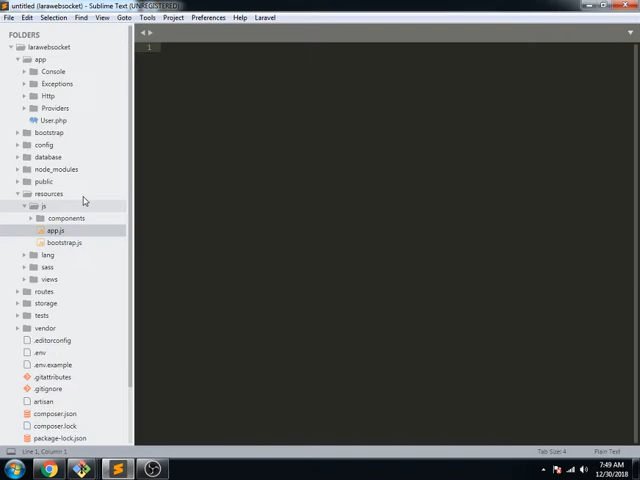 untitled (larawebsocket) - Sublime Text (UNREGISTERED)
File Edit Selection Find View Goto Tools Project Preferences Help Laravel
FOLDERS
larawebsocket
app
Console
Exceptions
Http
Providers
User.php
bootstrap
config
database
node_modules
public
resources
js
components
app.js
bootstrap.js
lang
sass
views
routes
storage
tests
vendor
.editorconfig
.env
.env.example
.gitattributes
.gitignore
artisan
composer.json
composer.lock
package-lock.json
1
Line 1, Column 1
Tab Size: 4
Plain Text
7:49 AM
12/30/2018